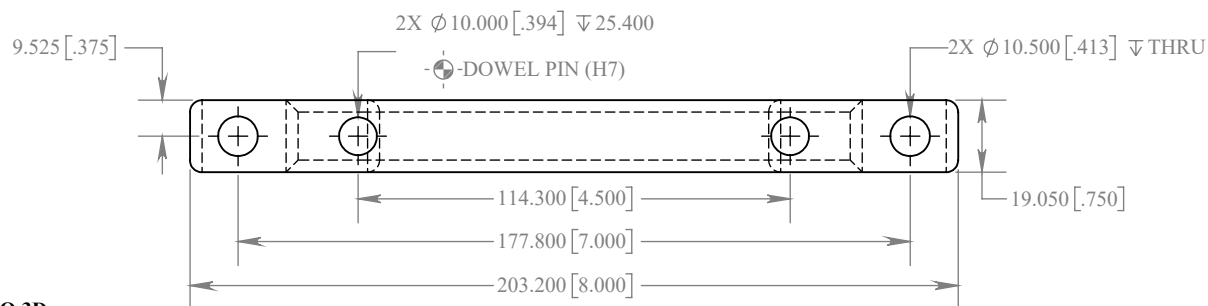 2X ⌀10.000[.394] ↧25.400
9.525[.375]
2X ⌀10.500[.413] ↧THRU
-DOWEL PIN (H7)
114.300[4.500]
19.050[.750]
177.800[7.000]
203.200[8.000]